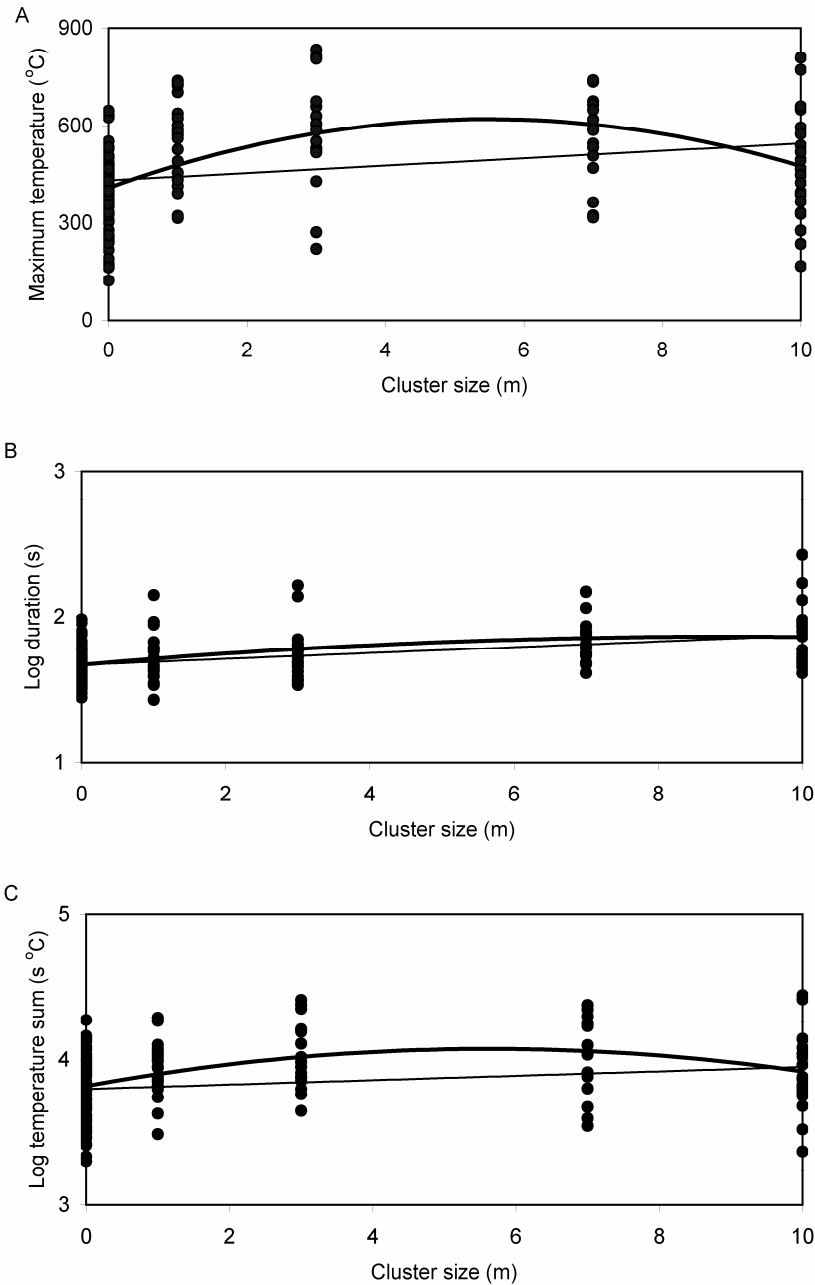 A
Maximum temperature (°C)
900
600
300
0
0 2 4 6 8 10
Cluster size (m)
B
Log duration (s)
3
2
1
0 2 4 6 8 10
Cluster size (m)
C
Log temperature sum (s °C)
5
4
3
0 2 4 6 8 10
Cluster size (m)